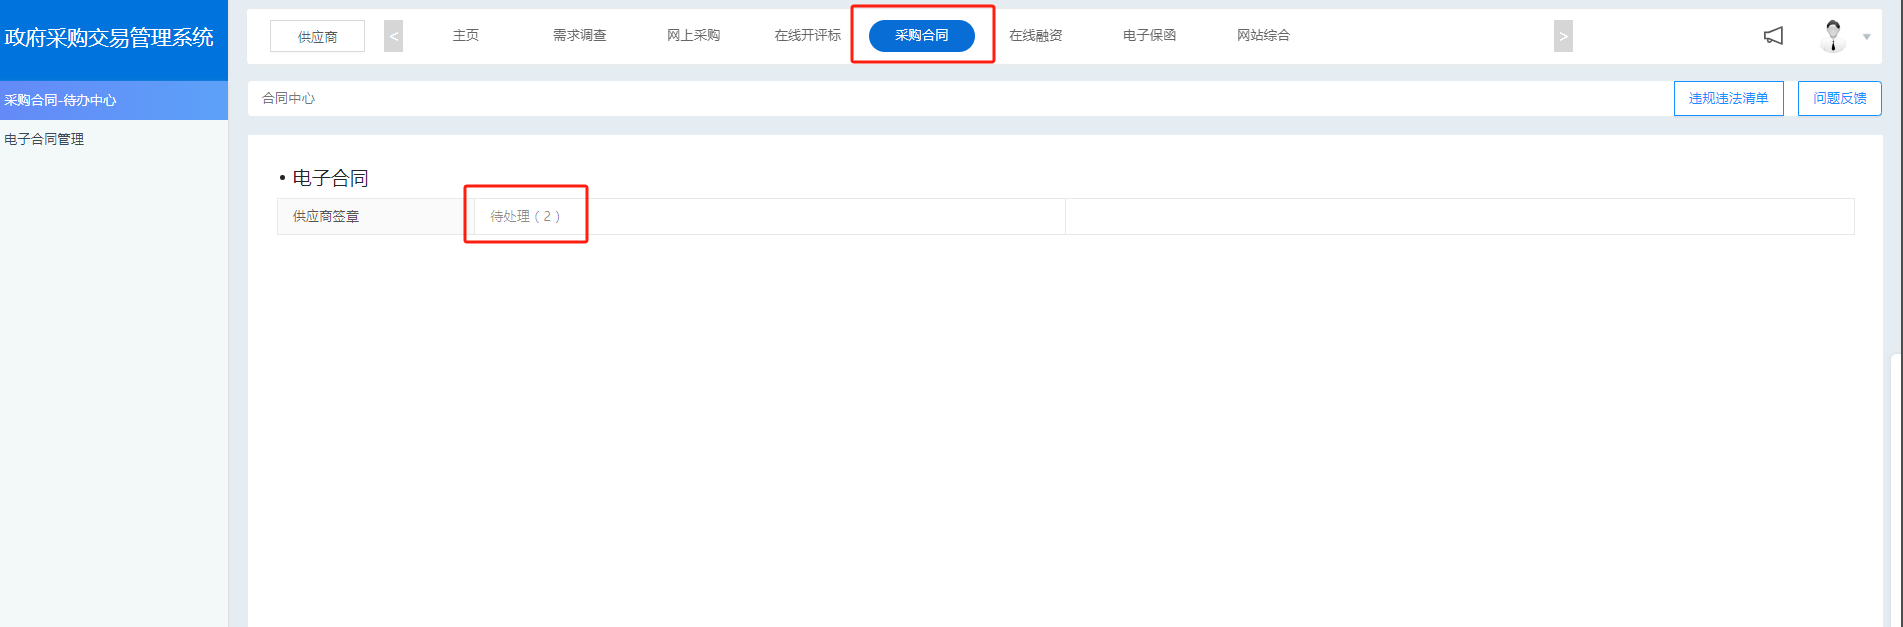 政府采购交易管理系统
供应商 < 主页 需求调查 网上采购 在线开评标 采购合同 在线融资 电子保函 网站综合 >
采购合同-待办中心
合同中心 违规违法清单 问题反馈
电子合同管理
• 电子合同
供应商签章 待处理（2）